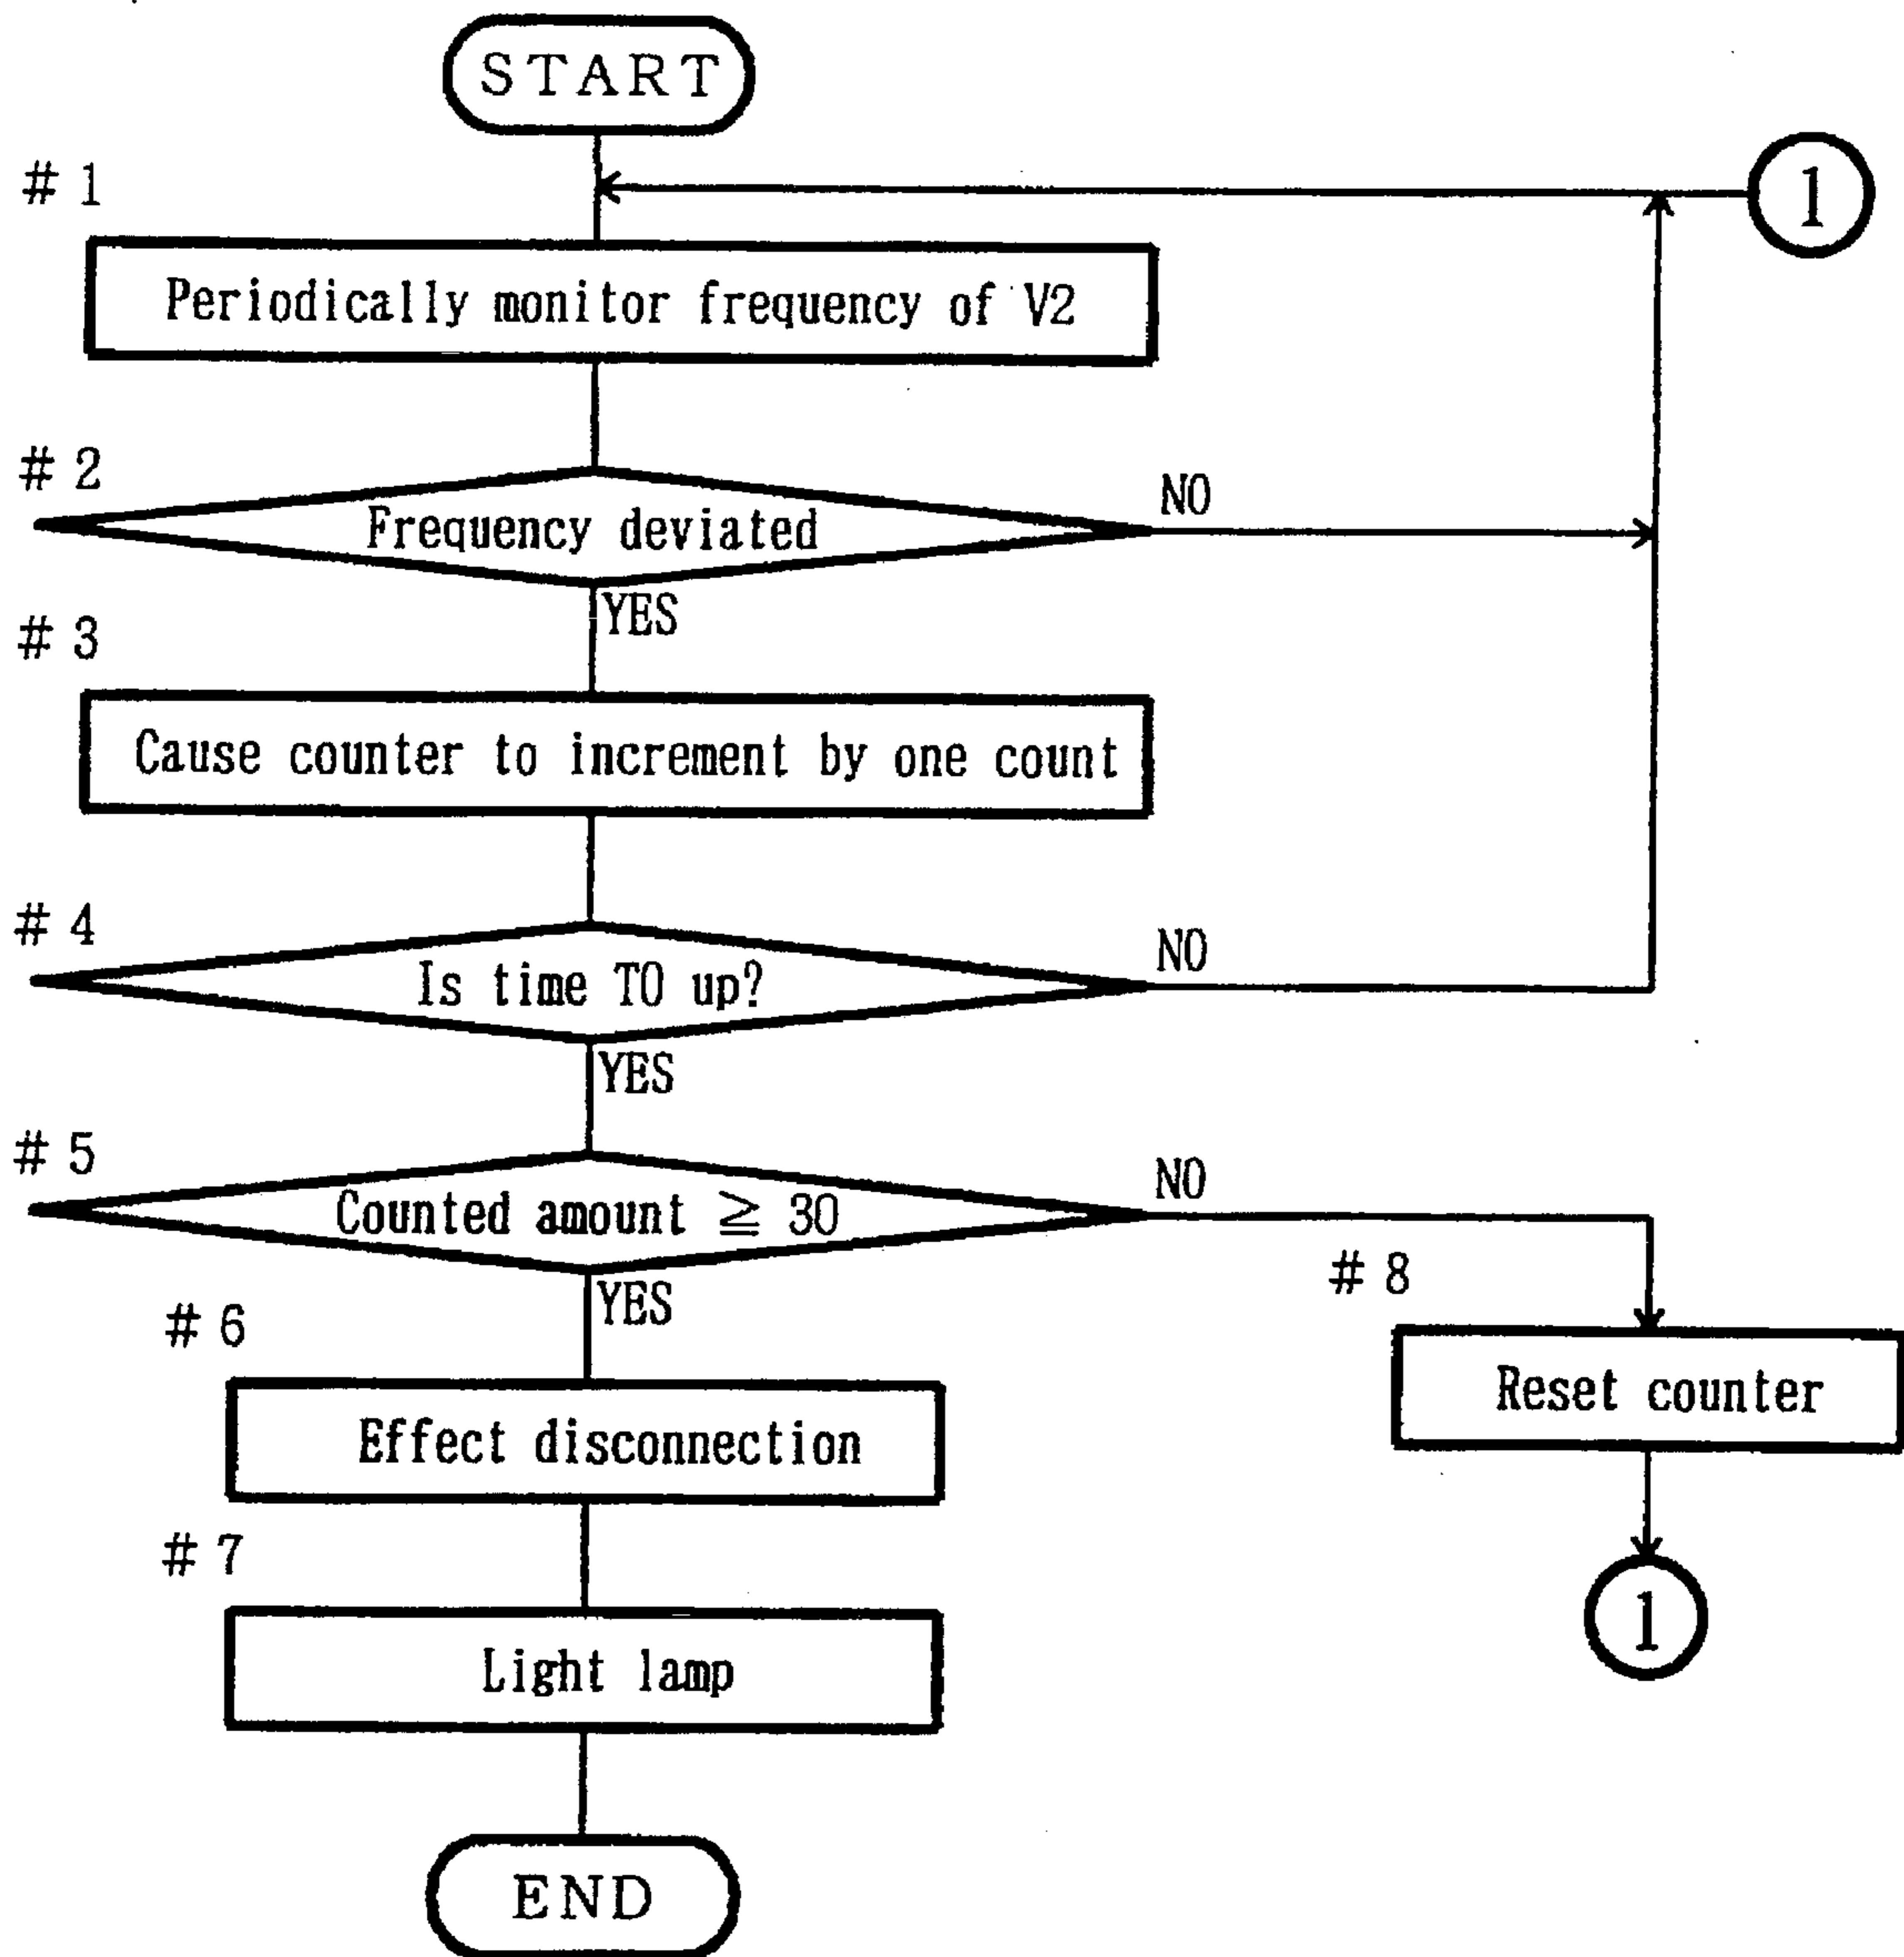 START
1
# 1
Periodically monitor frequency of V2
# 2
NO
Frequency deviated
YES
# 3
Cause counter to increment by one count
# 4
NO
Is time T0 up?
YES
# 5
NO
Counted amount ≧ 30
# 8
YES
# 6
Reset counter
Effect disconnection
# 7
1
Light lamp
END